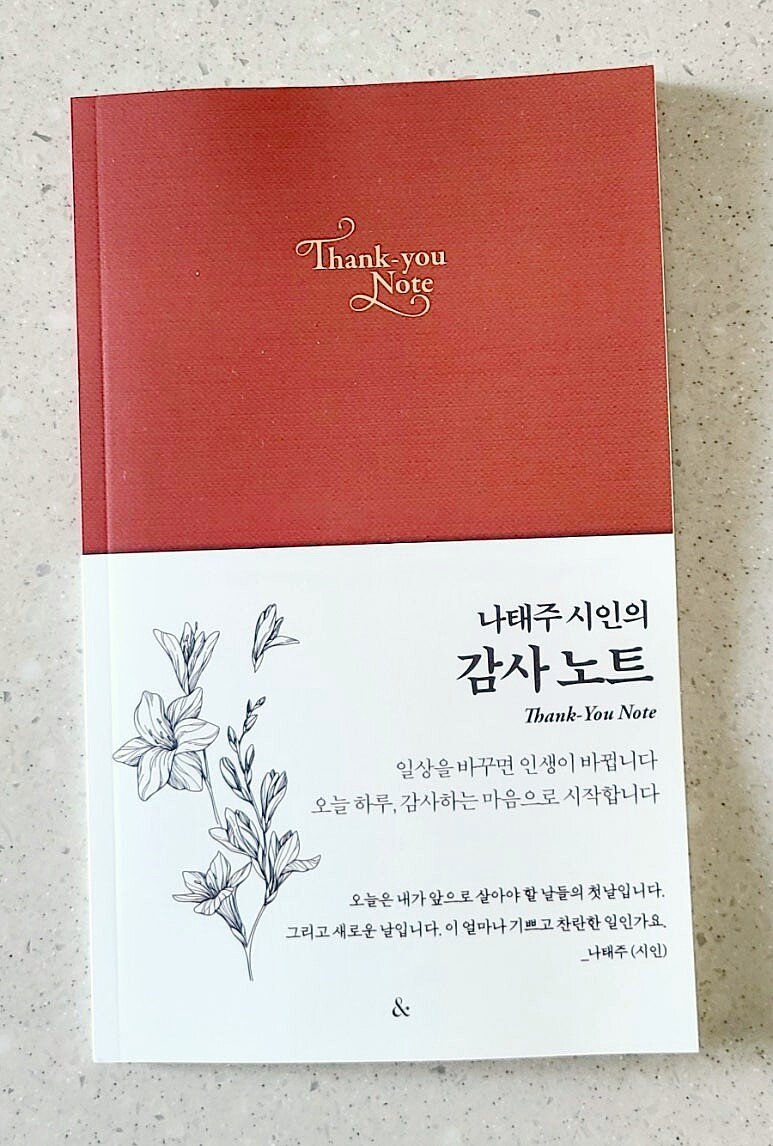 Thank-you
Note
나태주 시인의
감사 노트
Thank-You Note
일상을 바꾸면 인생이 바뀝니다
오늘 하루, 감사하는 마음으로 시작합니다
오늘은 내가 앞으로 살아야 할 날들의 첫날입니다.
그리고 새로운 날입니다. 이 얼마나 기쁘고 찬란한 일인가요.
_나태주 (시인)
&